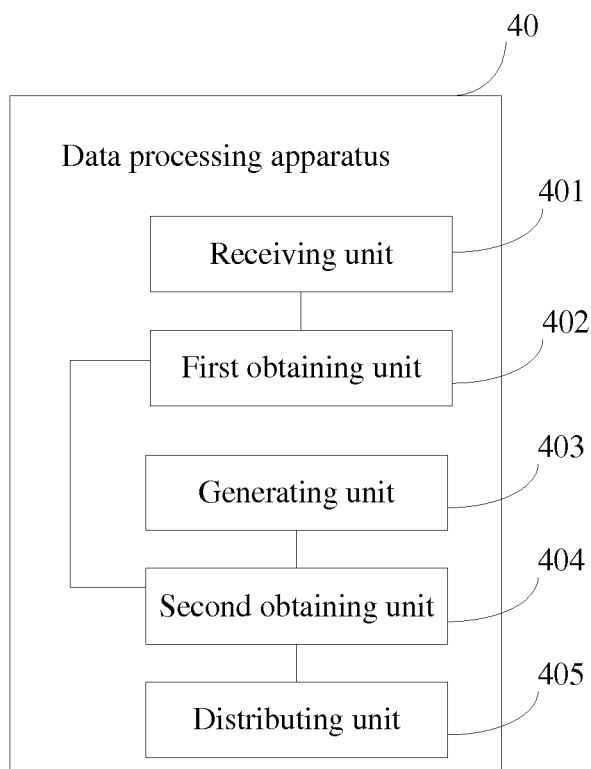 40
Data processing apparatus
401
Receiving unit
402
First obtaining unit
403
Generating unit
404
Second obtaining unit
405
Distributing unit